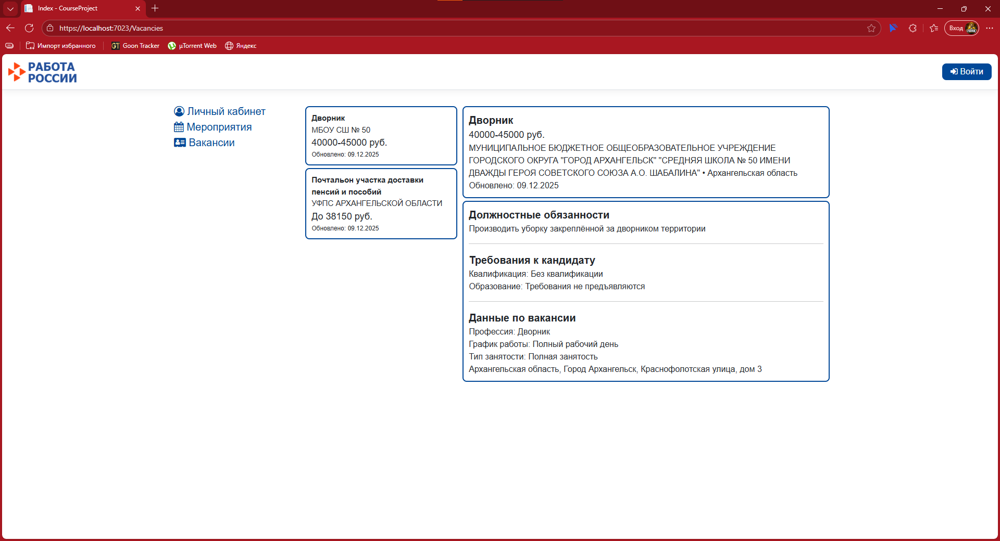 Index - CourseProject
https://localhost:7023/Vacancies
Вход
TOXIC
Импорт избранного
GT Goon Tracker
µTorrent Web
Яндекс
РАБОТА
РОССИИ
Войти
Личный кабинет
Мероприятия
Вакансии
Дворник
МБОУ СШ № 50
40000-45000 руб.
Обновлено: 09.12.2025
Почтальон участка доставки
пенсий и пособий
УФПС АРХАНГЕЛЬСКОЙ ОБЛАСТИ
До 38150 руб.
Обновлено: 09.12.2025
Дворник
40000-45000 руб.
МУНИЦИПАЛЬНОЕ БЮДЖЕТНОЕ ОБЩЕОБРАЗОВАТЕЛЬНОЕ УЧРЕЖДЕНИЕ
ГОРОДСКОГО ОКРУГА "ГОРОД АРХАНГЕЛЬСК" "СРЕДНЯЯ ШКОЛА № 50 ИМЕНИ
ДВАЖДЫ ГЕРОЯ СОВЕТСКОГО СОЮЗА А.О. ШАБАЛИНА" • Архангельская область
Обновлено: 09.12.2025
Должностные обязанности
Производить уборку закреплённой за дворником территории
Требования к кандидату
Квалификация: Без квалификации
Образование: Требования не предъявляются
Данные по вакансии
Профессия: Дворник
График работы: Полный рабочий день
Тип занятости: Полная занятость
Архангельская область, Город Архангельск, Краснофолотская улица, дом 3